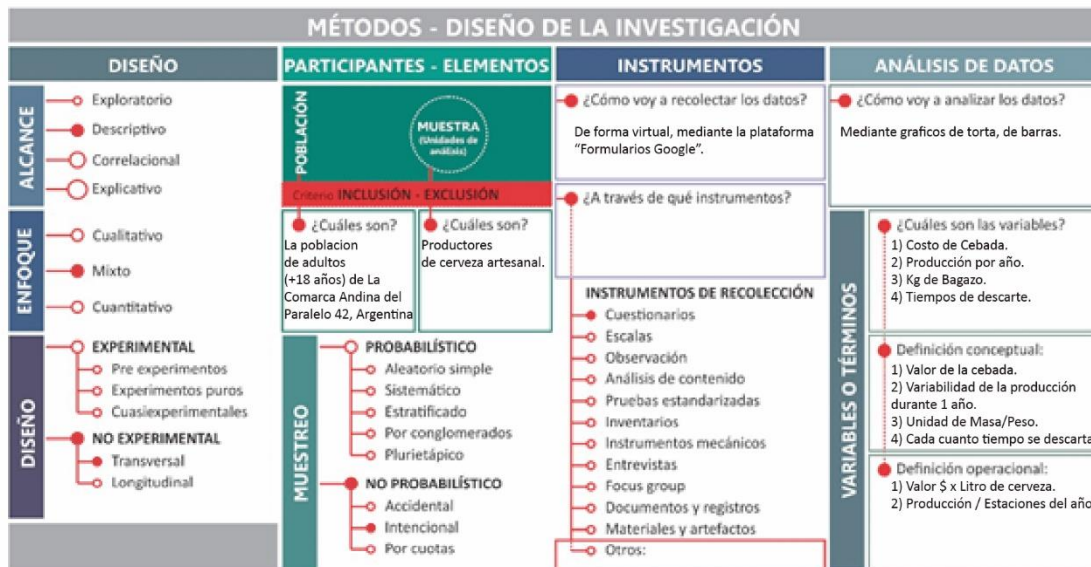 MÉTODOS - DISEÑO DE LA INVESTIGACIÓN
DISEÑO
ALCANCE
Exploratorio
Descriptivo
Correlacional
Explicativo
ENFOQUE
Cualitativo
Mixto
Cuantitativo
DISEÑO
EXPERIMENTAL
Pre experimentos
Experimentos puros
Cuasiexperimentales
NO EXPERIMENTAL
Transversal
Longitudinal
PARTICIPANTES - ELEMENTOS
POBLACIÓN
MUESTRA
(Unidades de
análisis)
Criterio INCLUSIÓN - EXCLUSIÓN
¿Cuáles son?
La poblacion
de adultos
(+18 años) de La
Comarca Andina del
Paralelo 42, Argentina
¿Cuáles son?
Productores
de cerveza artesanal.
MUESTREO
PROBABILÍSTICO
Aleatorio simple
Sistemático
Estratificado
Por conglomerados
Plurietápico
NO PROBABILÍSTICO
Accidental
Intencional
Por cuotas
INSTRUMENTOS
¿Cómo voy a recolectar los datos?
De forma virtual, mediante la plataforma
“Formularios Google”.
¿A través de qué instrumentos?
INSTRUMENTOS DE RECOLECCIÓN
Cuestionarios
Escalas
Observación
Análisis de contenido
Pruebas estandarizadas
Inventarios
Instrumentos mecánicos
Entrevistas
Focus group
Documentos y registros
Materiales y artefactos
Otros:
ANÁLISIS DE DATOS
¿Cómo voy a analizar los datos?
Mediante graficos de torta, de barras.
VARIABLES O TÉRMINOS
¿Cuáles son las variables?
1) Costo de Cebada.
2) Producción por año.
3) Kg de Bagazo.
4) Tiempos de descarte.
Definición conceptual:
1) Valor de la cebada.
2) Variabilidad de la producción
durante 1 año.
3) Unidad de Masa/Peso.
4) Cada cuanto tiempo se descarta
Definición operacional:
1) Valor $ x Litro de cerveza.
2) Producción / Estaciones del año